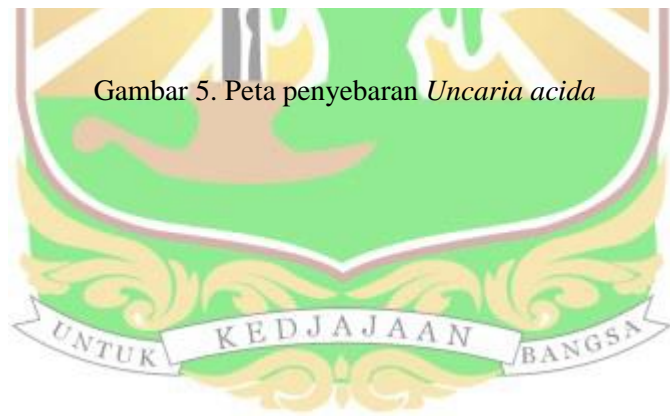 Gambar 5. Peta penyebaran Uncaria acida
UNTUK KEDJAJAAN BANGSA